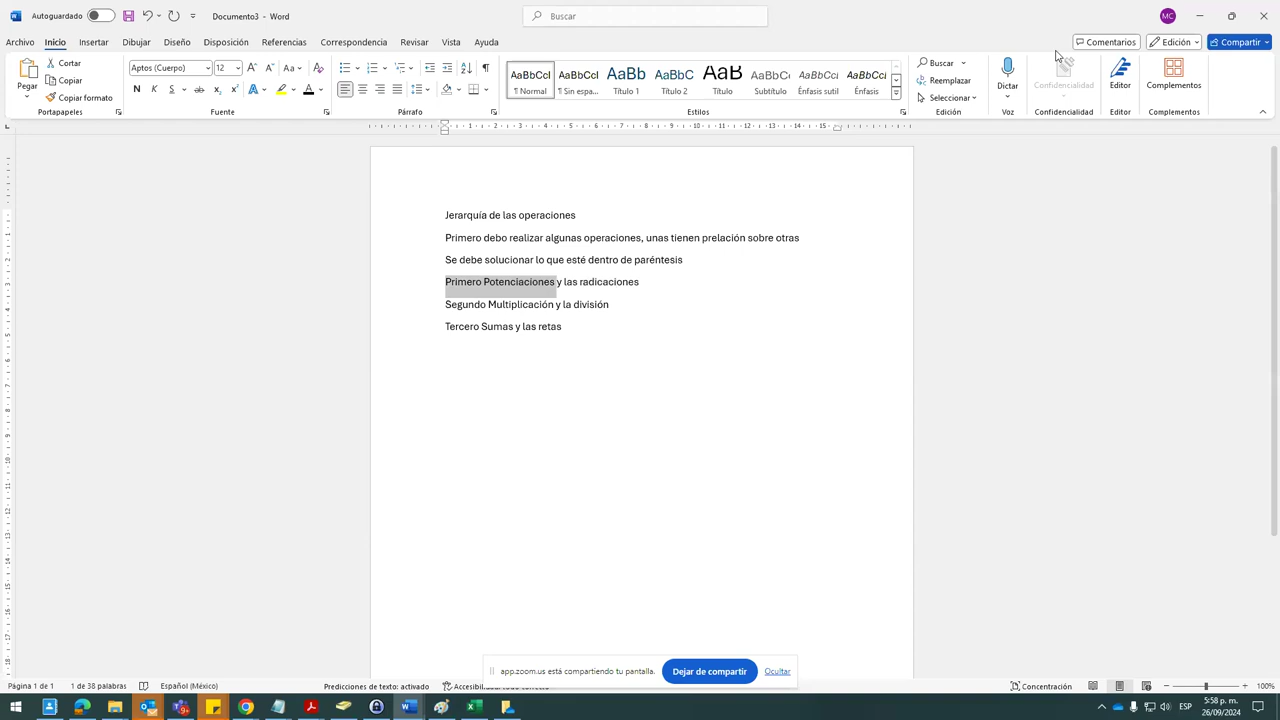 Autoguardado
Documento3 - Word
Buscar
MC
Archivo Inicio Insertar Dibujar Diseño Disposición Referencias Correspondencia Revisar Vista Ayuda
Comentarios Edición Compartir
Pegar
Cortar
Copiar
Copiar formato
Portapapeles
Aptos (Cuerpo) 12
Fuente
Párrafo
AaBbCcI AaBbCcI AaBb AaBbC AaB AaBbCcI AaBbCcI AaBbCcI
¶ Normal ¶ Sin espa... Título 1 Título 2 Título Subtítulo Énfasis sutil Énfasis
Estilos
Buscar
Reemplazar
Seleccionar
Edición
Dictar
Voz
Confidencialidad
Confidencialidad
Editor
Editor
Complementos
Complementos
Jerarquía de las operaciones
Primero debo realizar algunas operaciones, unas tienen prelación sobre otras
Se debe solucionar lo que esté dentro de paréntesis
Primero Potenciaciones y las radicaciones
Segundo Multiplicación y la división
Tercero Sumas y las retas
app.zoom.us está compartiendo tu pantalla. Dejar de compartir Ocultar
Página 1 de 1 1 de 38 palabras Español (México) Predicciones de texto: activado Concentración 100%
ESP
5:58 p. m.
26/09/2024